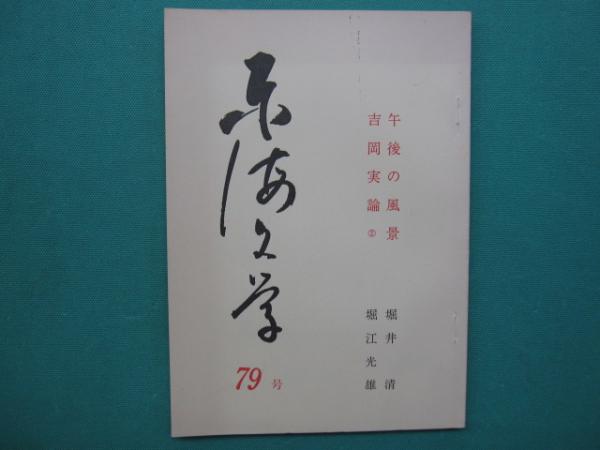 午後の風景 堀井 清
吉岡実論② 堀江光雄
东海文学
79号